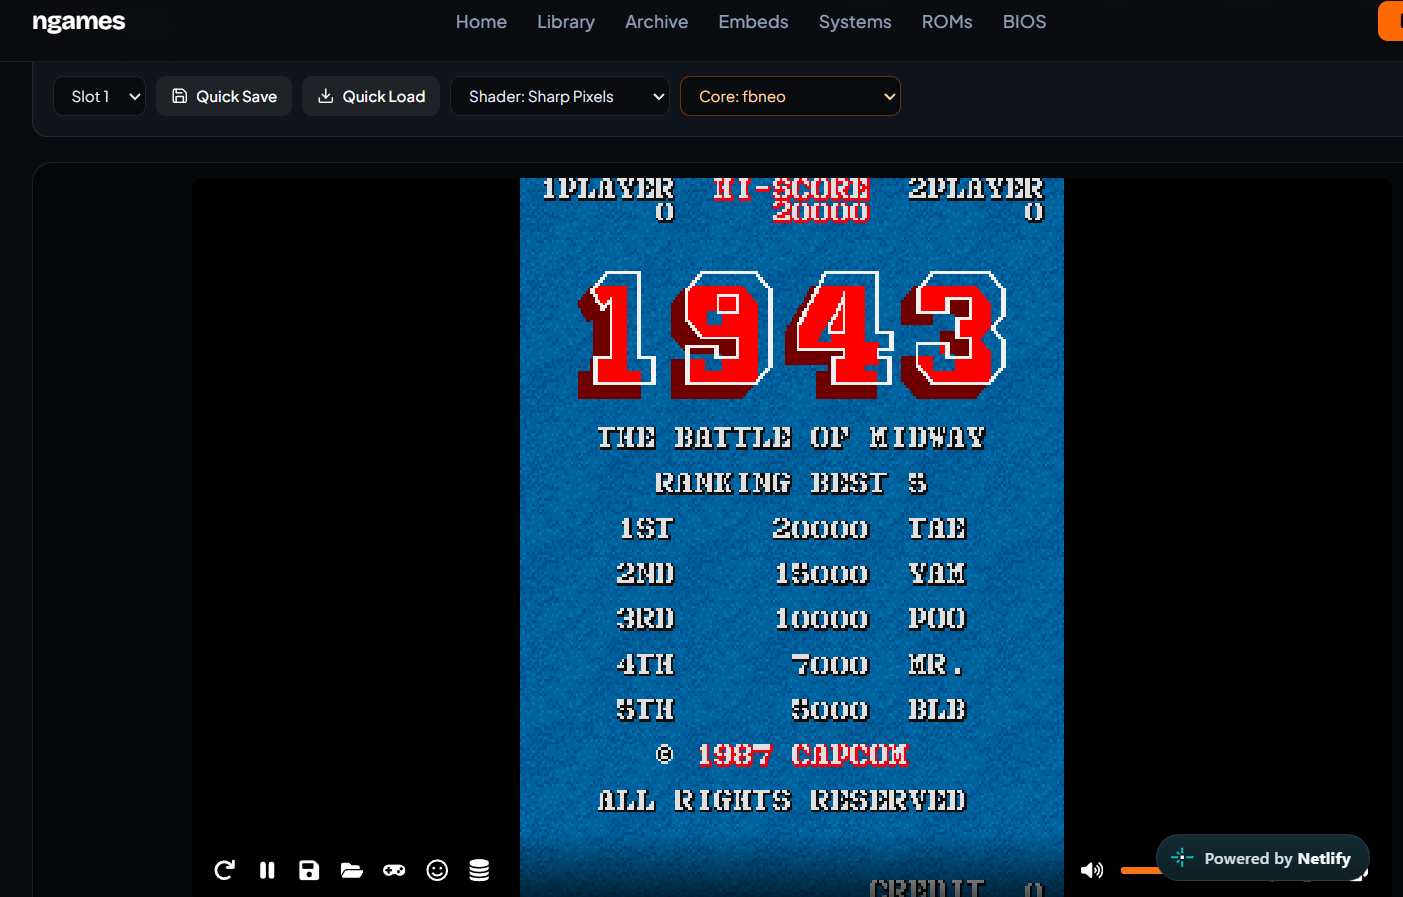 ngames
Home Library Archive Embeds Systems ROMs BIOS
Slot 1 Quick Save Quick Load Shader: Sharp Pixels Core: fbneo
1PLAYER HI-SCORE 2PLAYER
0 20000 0
1943
THE BATTLE OF MIDWAY
RANKING BEST 5
1ST 20000 TAE
2ND 15000 YAM
3RD 10000 POO
4TH 7000 MR.
5TH 5000 BLB
© 1987 CAPCOM
ALL RIGHTS RESERVED
Powered by Netlify
CREDIT 0